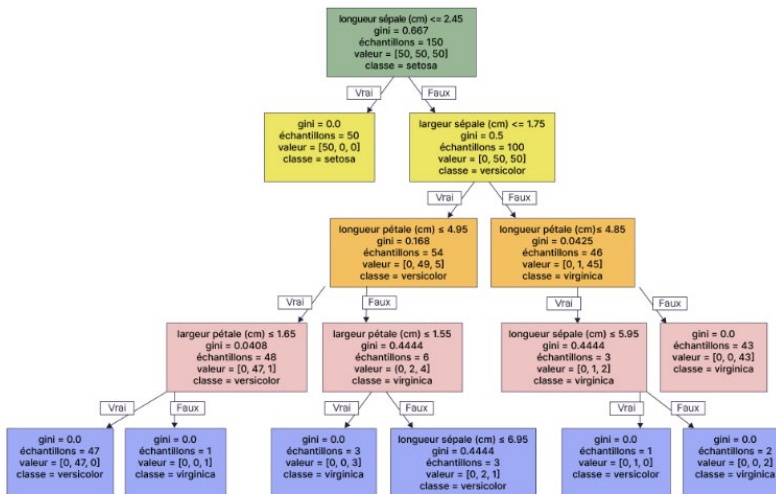 longueur sépale (cm) <= 2.45
gini = 0.667
échantillons = 150
valeur = [50, 50, 50]
classe = setosa
Vrai
Faux
gini = 0.0
échantillons = 50
valeur = [50, 0, 0]
classe = setosa
largeur sépale (cm) <= 1.75
gini = 0.5
échantillons = 100
valeur = [0, 50, 50]
classe = versicolor
Vrai
Faux
longueur pétale (cm) ≤ 4.95
gini = 0.168
échantillons = 54
valeur = [0, 49, 5]
classe = versicolor
longueur pétale (cm)≤ 4.85
gini = 0.0425
échantillons = 46
valeur = [0, 1, 45]
classe = virginica
Vrai
Faux
Vrai
Faux
largeur pétale (cm) ≤ 1.65
gini = 0.0408
échantillons = 48
valeur = [0, 47, 1]
classe = versicolor
largeur pétale (cm) ≤ 1.55
gini = 0.4444
échantillons = 6
valeur = (0, 2, 4]
classe = virginica
longueur sépale (cm) ≤ 5.95
gini = 0.4444
échantillons = 3
valeur = [0, 1, 2]
classe = virginica
gini = 0.0
échantillons = 43
valeur = [0, 0, 43]
classe = virginica
Vrai
Faux
Vrai
Faux
Vrai
Faux
gini = 0.0
échantillons = 47
valeur = [0, 47, 0]
classe = versicolor
gini = 0.0
échantillons = 1
valeur = [0, 0, 1]
classe = virginica
gini = 0.0
échantillons = 3
valeur = [0, 0, 3]
classe = virginica
longueur sépale (cm) ≤ 6.95
gini = 0.4444
échantillons = 3
valeur = [0, 2, 1]
classe = versicolor
gini = 0.0
échantillons = 1
valeur = [0, 1, 0]
classe = versicolor
gini = 0.0
échantillons = 2
valeur = [0, 0, 2]
classe = virginica